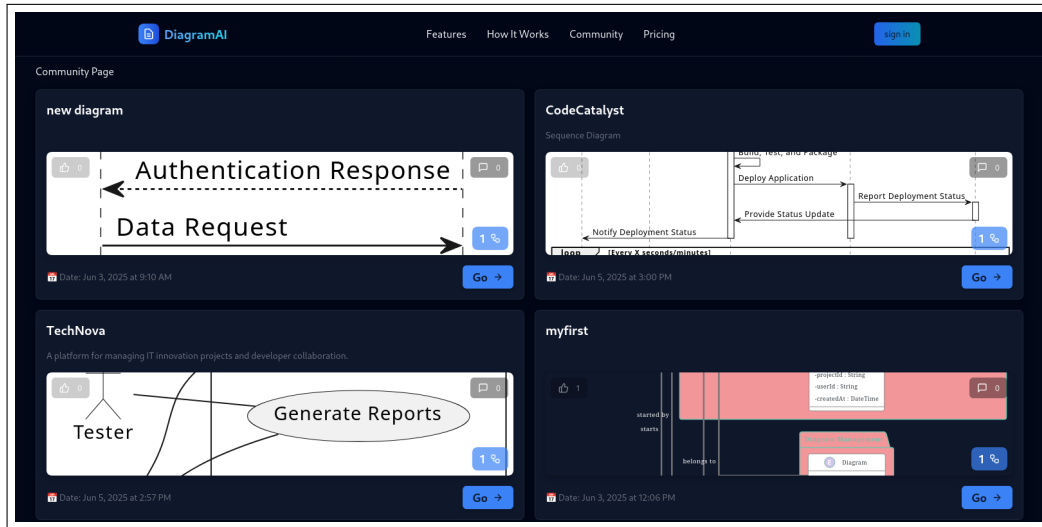 DiagramAI
Features How It Works Community Pricing
sign in
Community Page
new diagram
0
0
Authentication Response
Data Request
1
Date: Jun 3, 2025 at 9:10 AM
Go →
CodeCatalyst
Sequence Diagram
0
0
Build, Test, and Package
Deploy Application
Report Deployment Status
Provide Status Update
Notify Deployment Status
loop [Every X seconds/minutes]
1
Date: Jun 5, 2025 at 3:00 PM
Go →
TechNova
A platform for managing IT innovation projects and developer collaboration.
0
0
Generate Reports
Tester
1
Date: Jun 5, 2025 at 2:57 PM
Go →
myfirst
1
0
-projectId : String
-userId : String
-createdAt : DateTime
started by
starts
belongs to
E Diagram
1
Date: Jun 3, 2025 at 12:06 PM
Go →